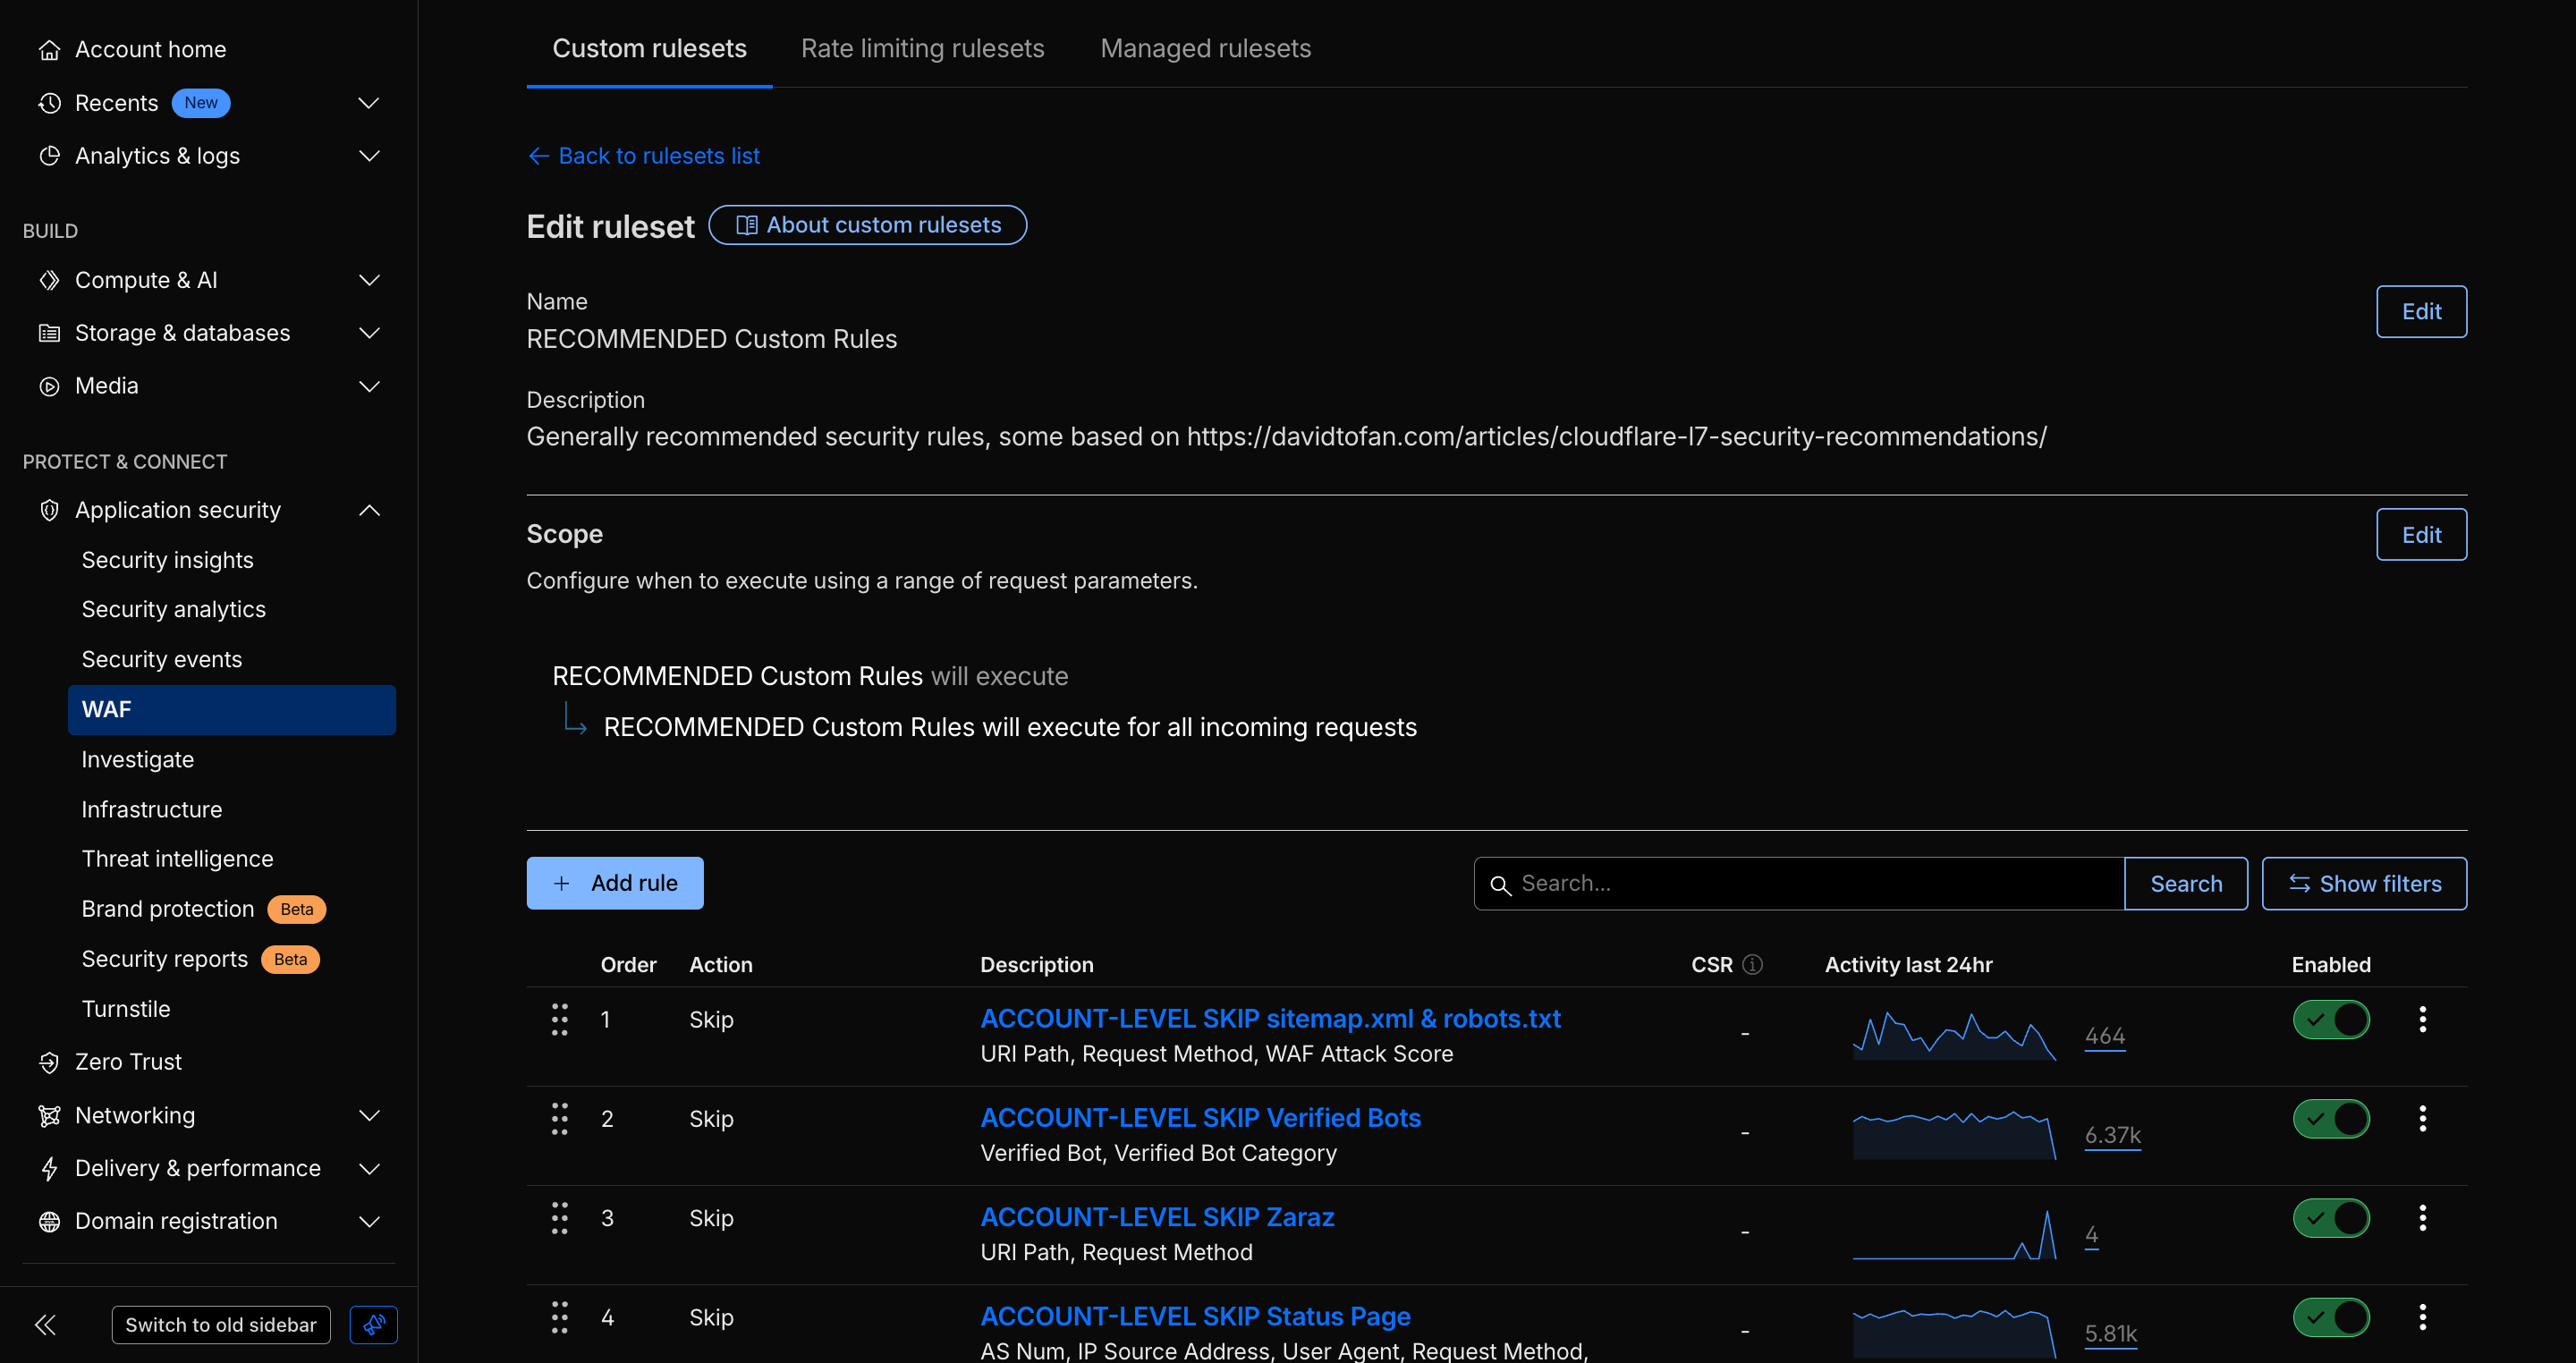 Account home
Recents New
Analytics & logs
BUILD
Compute & AI
Storage & databases
Media
PROTECT & CONNECT
Application security
Security insights
Security analytics
Security events
WAF
Investigate
Infrastructure
Threat intelligence
Brand protection Beta
Security reports Beta
Turnstile
Zero Trust
Networking
Delivery & performance
Domain registration
Switch to old sidebar
Custom rulesets Rate limiting rulesets Managed rulesets
← Back to rulesets list
Edit ruleset About custom rulesets
Name
Edit
RECOMMENDED Custom Rules
Description
Generally recommended security rules, some based on https://davidtofan.com/articles/cloudflare-l7-security-recommendations/
Scope Edit
Configure when to execute using a range of request parameters.
RECOMMENDED Custom Rules will execute
RECOMMENDED Custom Rules will execute for all incoming requests
+ Add rule Search... Search Show filters
Order Action Description CSR Activity last 24hr Enabled
1 Skip ACCOUNT-LEVEL SKIP sitemap.xml & robots.txt - 464
URI Path, Request Method, WAF Attack Score
2 Skip ACCOUNT-LEVEL SKIP Verified Bots - 6.37k
Verified Bot, Verified Bot Category
3 Skip ACCOUNT-LEVEL SKIP Zaraz - 4
URI Path, Request Method
4 Skip ACCOUNT-LEVEL SKIP Status Page - 5.81k
AS Num, IP Source Address, User Agent, Request Method,